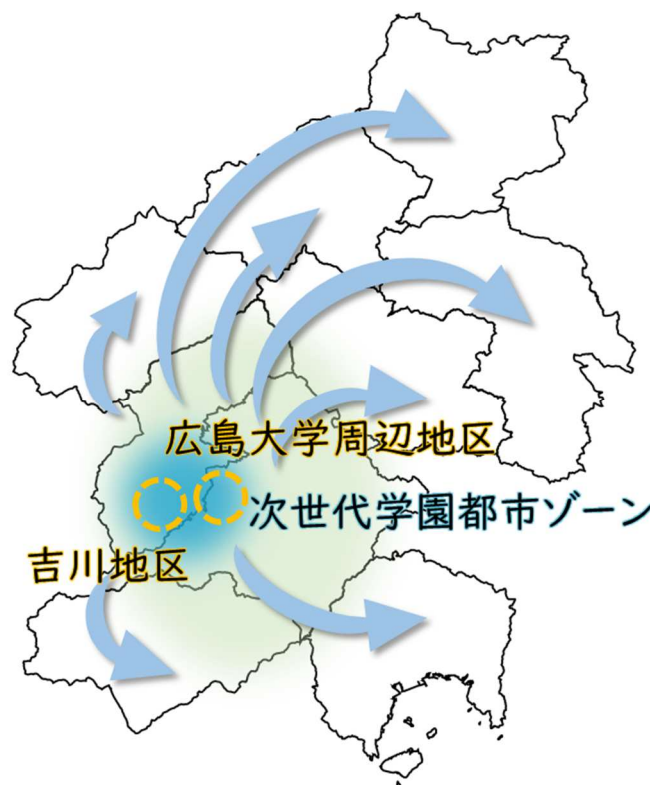 広島大学周辺地区
次世代学園都市ゾーン
吉川地区